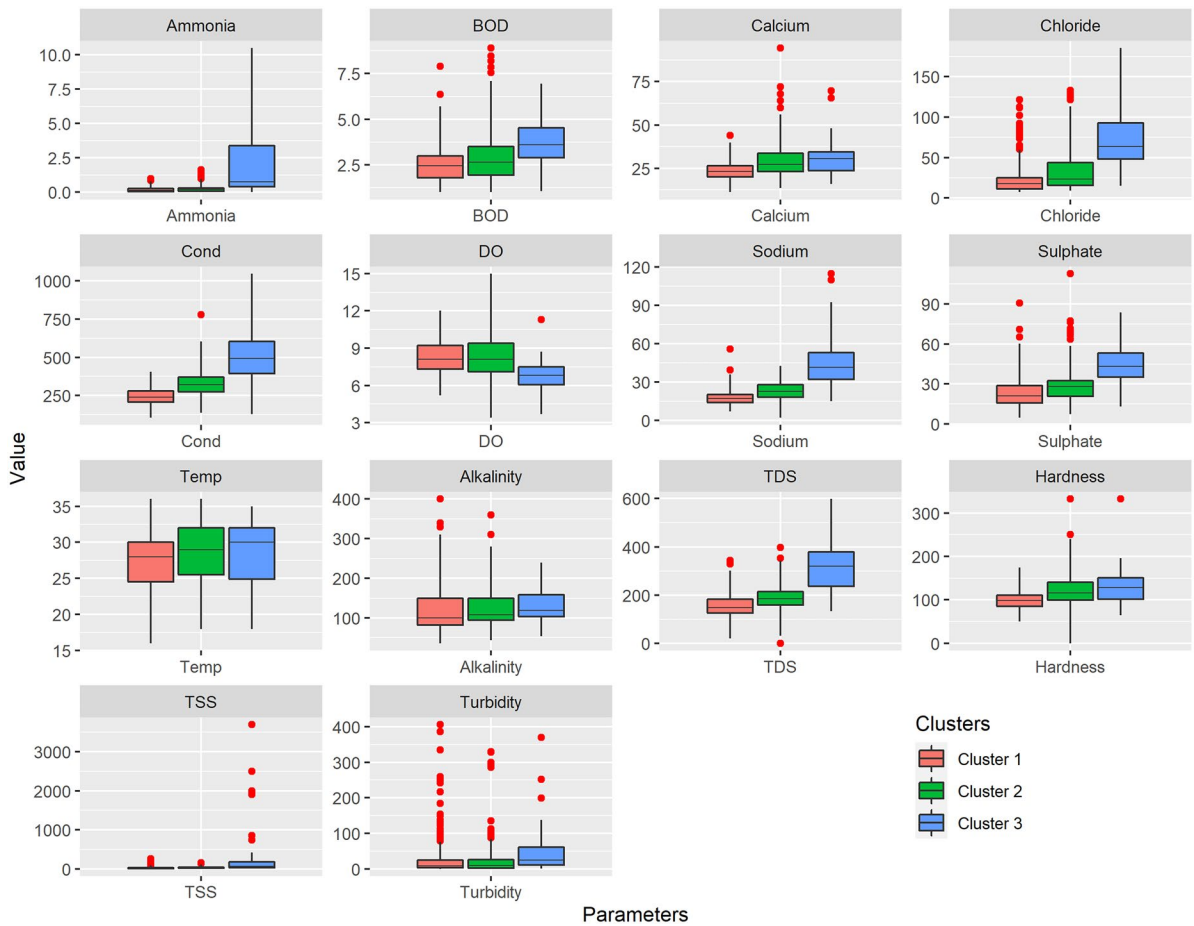 Ammonia
BOD
Calcium
Chloride
10.0
7.5
5.0
2.5
0.0
7.5
5.0
2.5
75
50
25
150
100
50
0
Ammonia
BOD
Calcium
Chloride
Cond
DO
Sodium
Sulphate
1000
750
500
250
15
12
9
6
3
120
90
60
30
0
90
60
30
0
Cond
DO
Sodium
Sulphate
Value
Temp
Alkalinity
TDS
Hardness
35
30
25
20
15
400
300
200
100
600
400
200
0
300
200
100
0
Temp
Alkalinity
TDS
Hardness
TSS
Turbidity
3000
2000
1000
0
400
300
200
100
0
TSS
Turbidity
Clusters
Cluster 1
Cluster 2
Cluster 3
Parameters